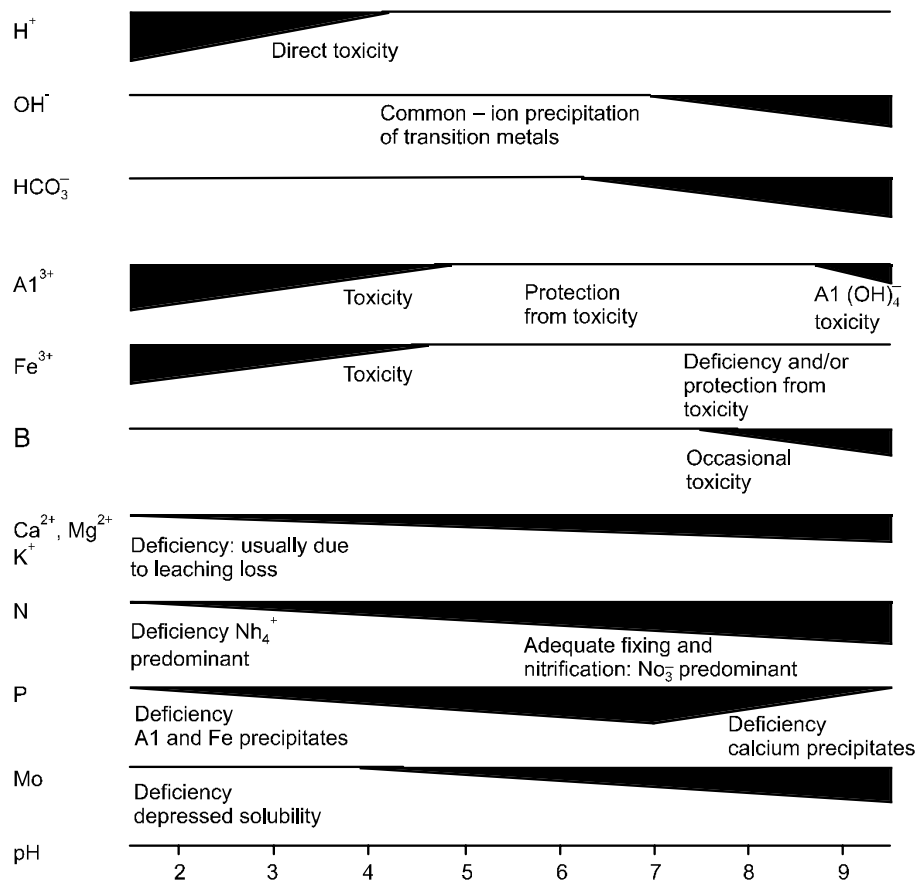 H⁺
Direct toxicity
OH⁻
Common – ion precipitation
of transition metals
HCO₃⁻
A1³⁺
Toxicity
Protection
from toxicity
A1 (OH)₄⁻
toxicity
Fe³⁺
Toxicity
Deficiency and/or
protection from
toxicity
B
Occasional
toxicity
Ca²⁺, Mg²⁺
K⁺
Deficiency: usually due
to leaching loss
N
Deficiency Nh₄⁺
predominant
Adequate fixing and
nitrification: No₃⁻ predominant
P
Deficiency
A1 and Fe precipitates
Deficiency
calcium precipitates
Mo
Deficiency
depressed solubility
pH 2 3 4 5 6 7 8 9